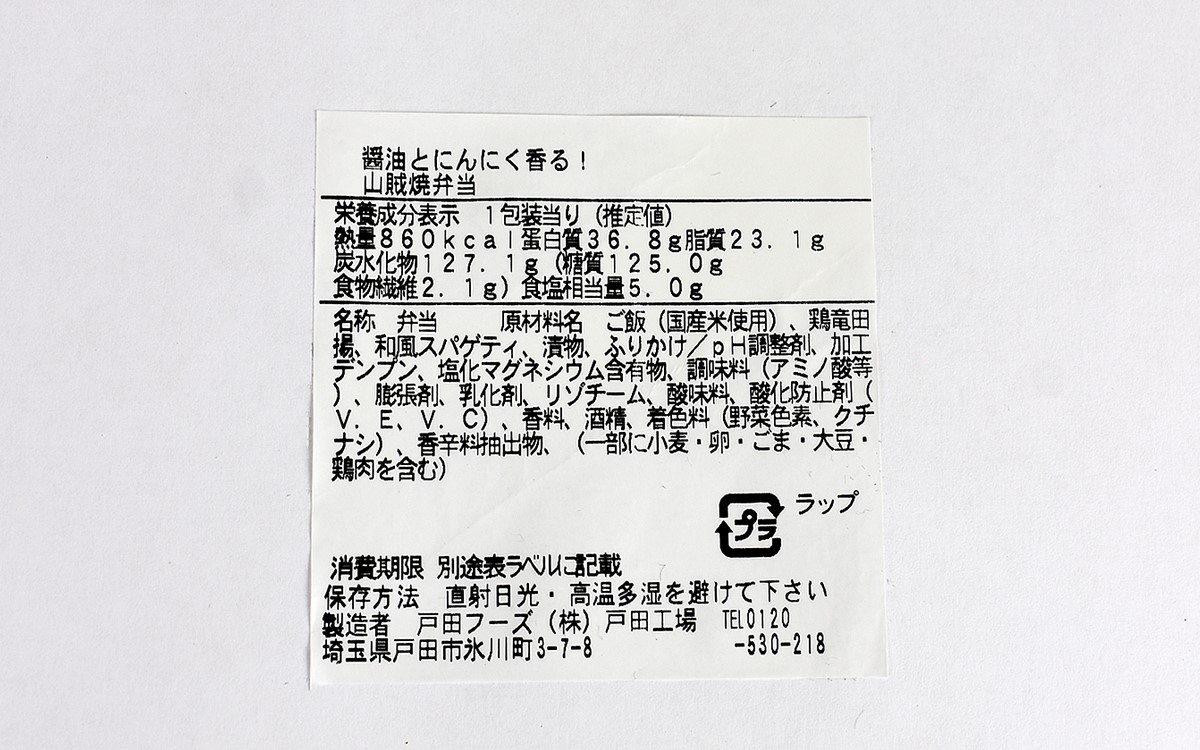 醤油とにんにく香る!
山賊焼弁当
栄養成分表示　1包装当り（推定値）
熱量860kcal蛋白質36.8g脂質23.1g
炭水化物127.1g（糖質125.0g
食物繊維2.1g）食塩相当量5.0g
名称　弁当　　　原材料名　ご飯（国産米使用）、鶏竜田
揚、和風スパゲティ、漬物、ふりかけ／pH調整剤、加工
デンプン、塩化マグネシウム含有物、調味料（アミノ酸等
）、膨張剤、乳化剤、リゾチーム、酸味料、酸化防止剤（
V.E、V.C）、香料、酒精、着色料（野菜色素、クチ
ナシ）、香辛料抽出物、（一部に小麦・卵・ごま・大豆・
鶏肉を含む）
プラ ラップ
消費期限 別途表ラベルに記載
保存方法　直射日光・高温多湿を避けて下さい
製造者　戸田フーズ（株）戸田工場　TEL0120
埼玉県戸田市氷川町3-7-8　　　-530-218